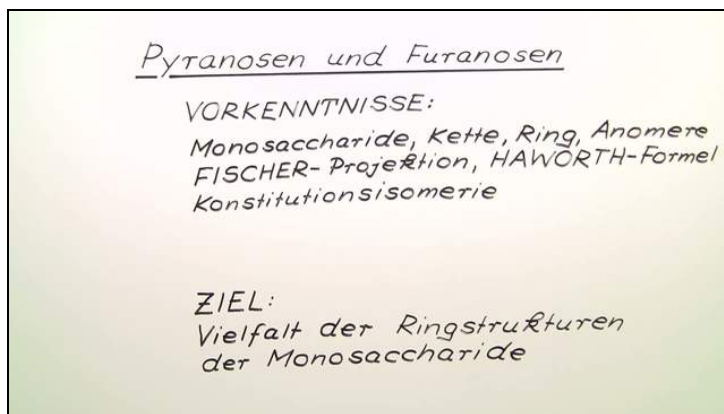 Pyranosen und Furanosen
VORKENNTNISSE:
Monosaccharide, Kette, Ring, Anomere
FISCHER-Projektion, HAWORTH-Formel
Konstitutionsisomerie
ZIEL:
Vielfalt der Ringstrukturen
der Monosaccharide